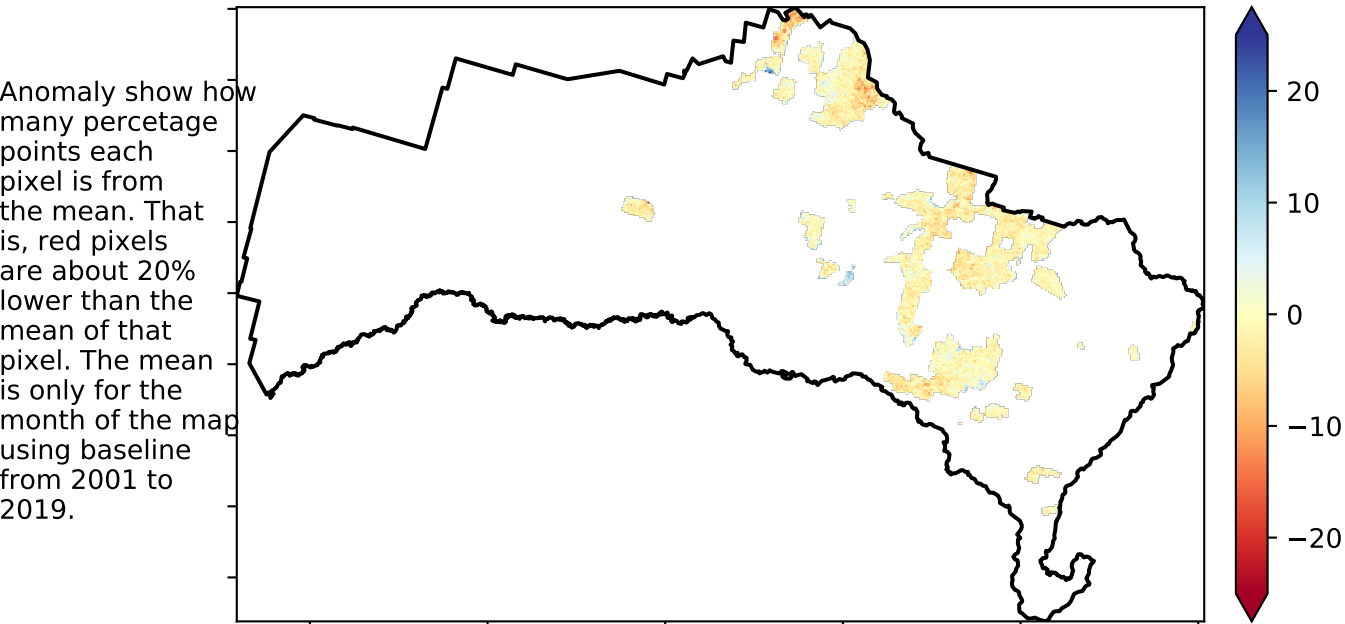 Anomaly show how
many percetage
points each
pixel is from
the mean. That
is, red pixels
are about 20%
lower than the
mean of that
pixel. The mean
is only for the
month of the map
using baseline
from 2001 to
2019.
20
10
0
−10
−20